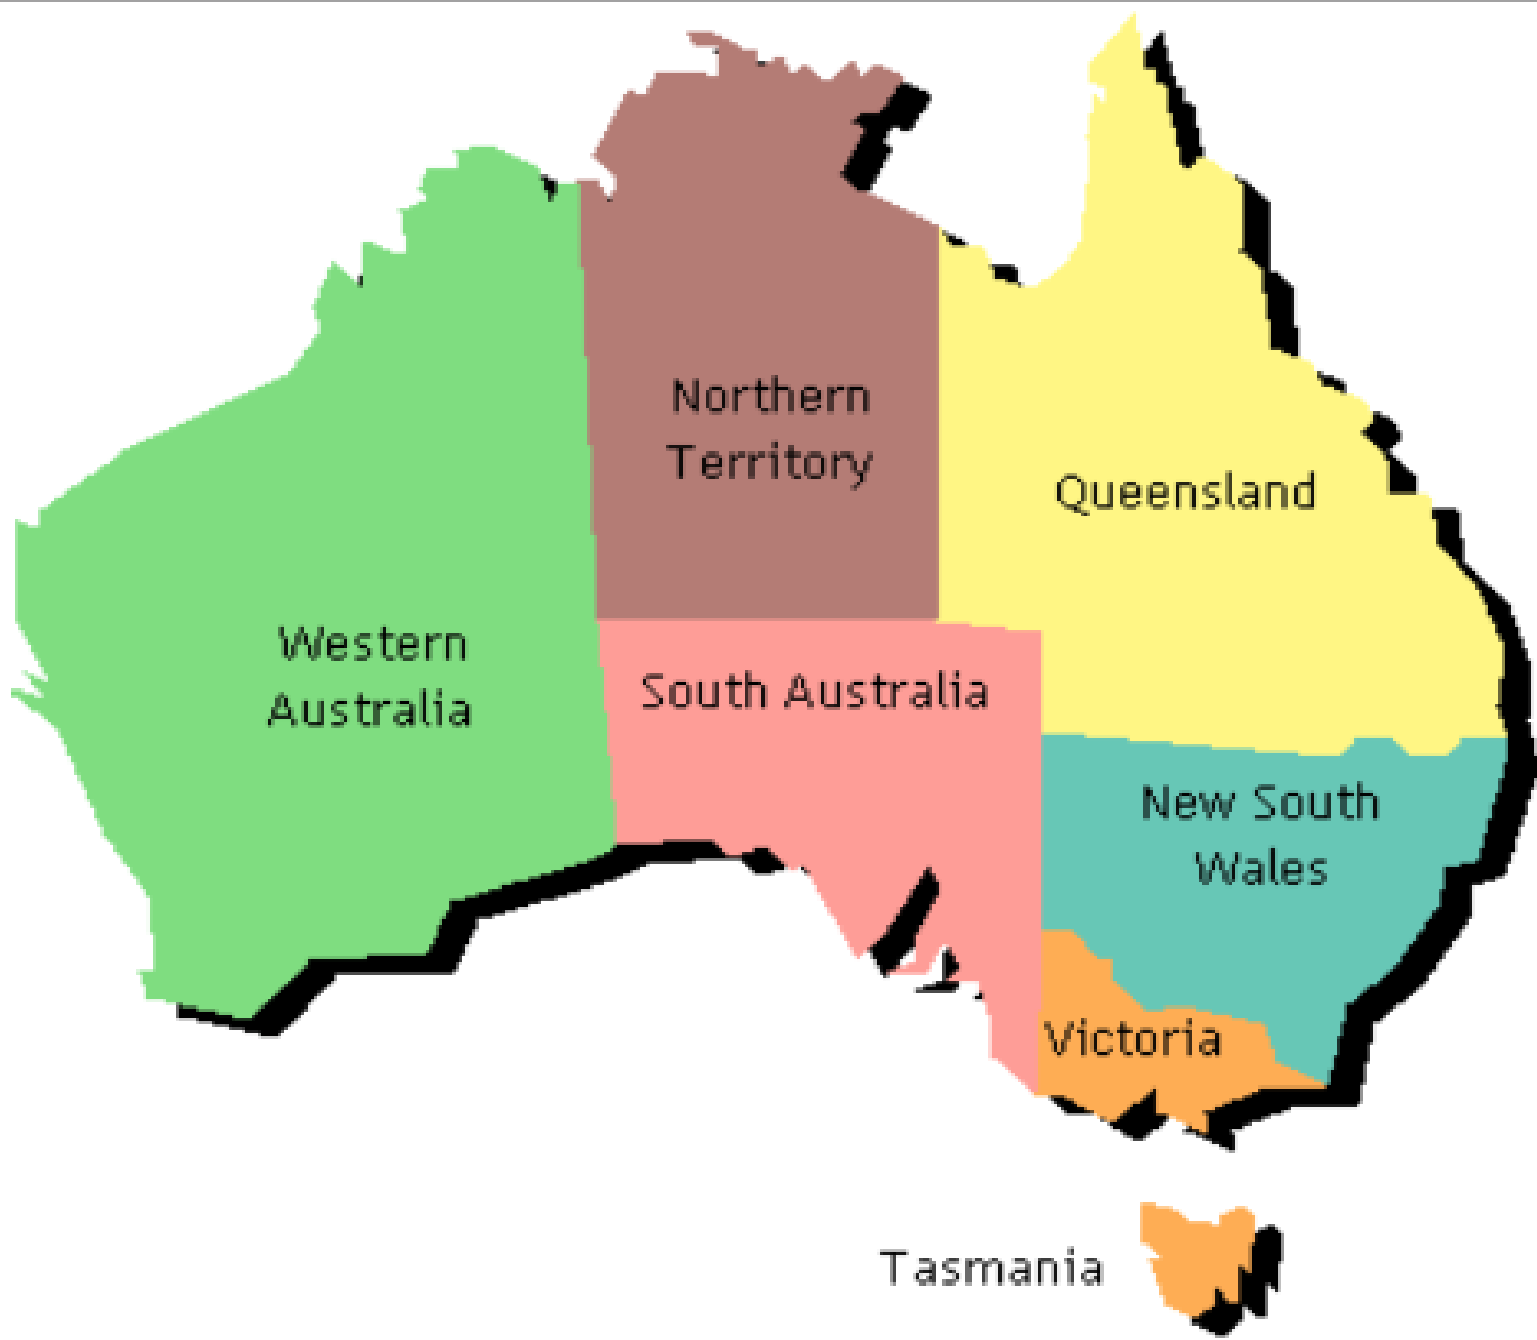 Northern
Territory
Queensland
Western
Australia
South Australia
New South
Wales
Victoria
Tasmania